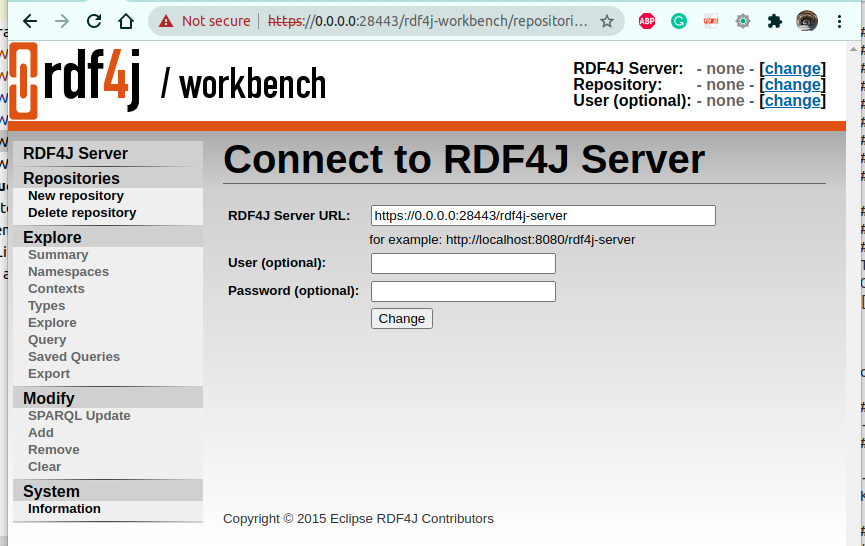 Not secure | https://0.0.0.0:28443/rdf4j-workbench/repositori...
ABP
rdf4j / workbench
RDF4J Server: - none - [change]
Repository: - none - [change]
User (optional): - none - [change]
RDF4J Server
Repositories
New repository
Delete repository
Explore
Summary
Namespaces
Contexts
Types
Explore
Query
Saved Queries
Export
Modify
SPARQL Update
Add
Remove
Clear
System
Information
Connect to RDF4J Server
RDF4J Server URL: https://0.0.0.0:28443/rdf4j-server
for example: http://localhost:8080/rdf4j-server
User (optional):
Password (optional):
Change
Copyright © 2015 Eclipse RDF4J Contributors